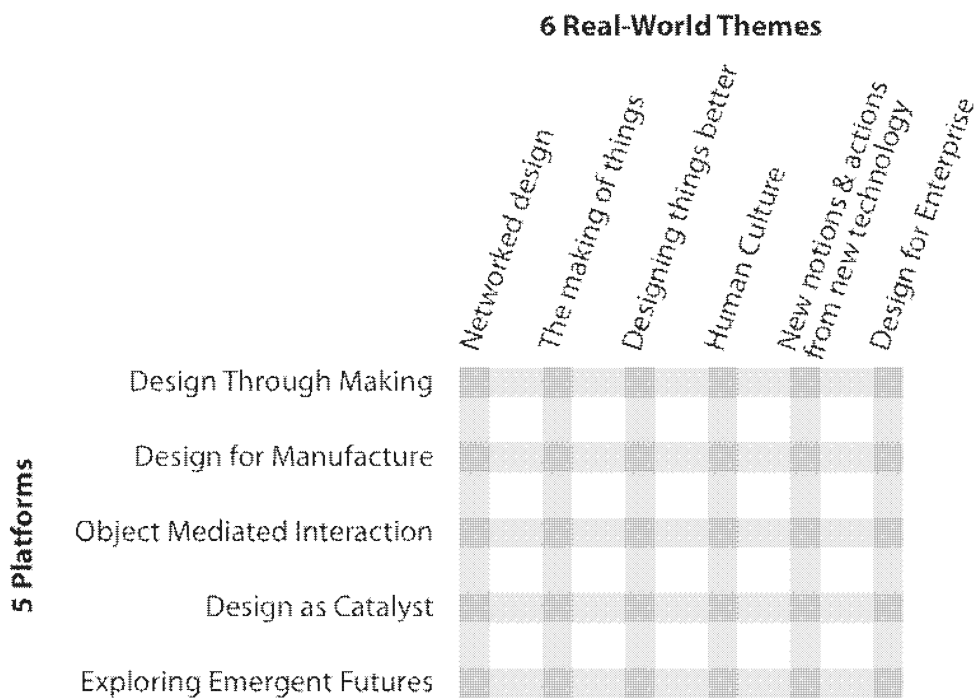 6 Real-World Themes
Networked design
The making of things
Designing things better
Human Culture
New notions & actions
from new technology
Design for Enterprise
5 Platforms
Design Through Making
Design for Manufacture
Object Mediated Interaction
Design as Catalyst
Exploring Emergent Futures